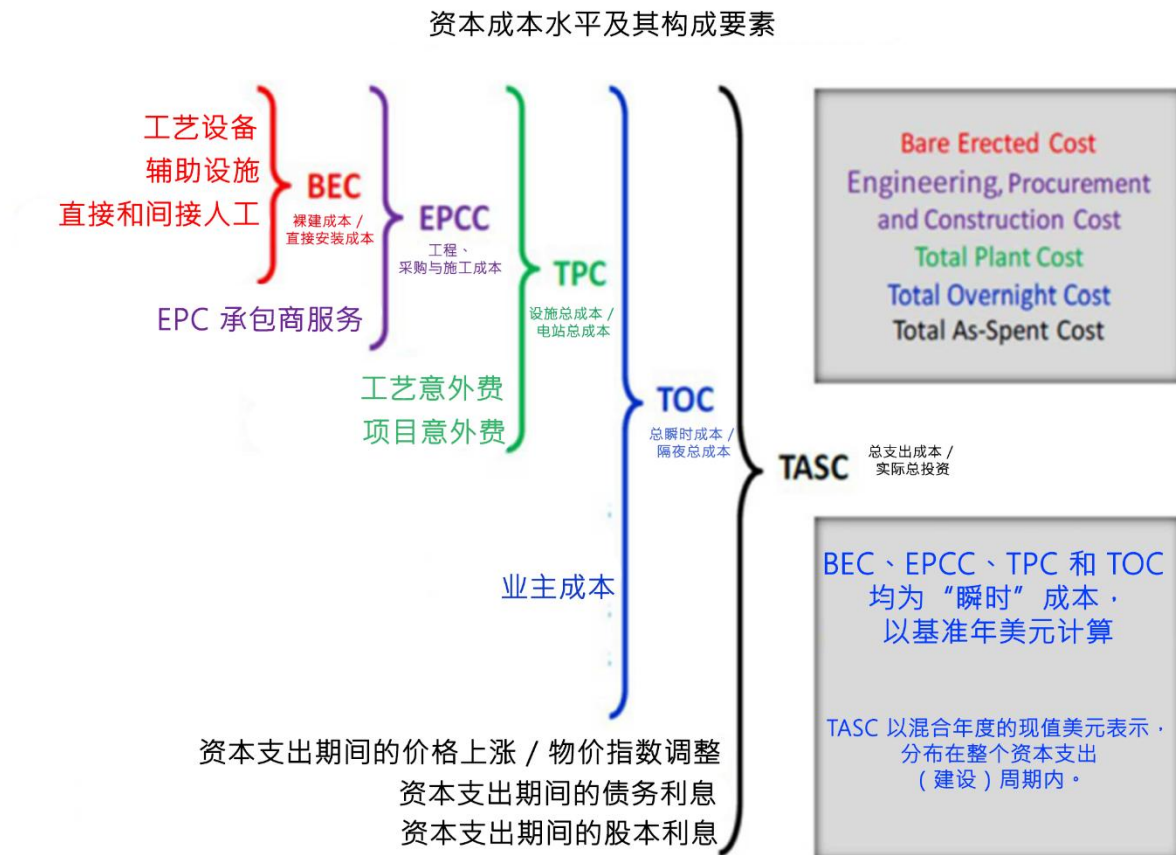 资本成本水平及其构成要素
工艺设备
辅助设施
直接和间接人工
BEC
裸建成本 /
直接安装成本
EPC 承包商服务
EPCC
工程、
采购与施工成本
工艺意外费
项目意外费
TPC
设施总成本 /
电站总成本
业主成本
TOC
总瞬时成本 /
隔夜总成本
资本支出期间的价格上涨 / 物价指数调整
资本支出期间的债务利息
资本支出期间的股本利息
TASC
总支出成本 /
实际总投资
Bare Erected Cost
Engineering, Procurement
and Construction Cost
Total Plant Cost
Total Overnight Cost
Total As-Spent Cost
BEC、EPCC、TPC 和 TOC
均为“瞬时”成本，
以基准年美元计算
TASC 以混合年度的现值美元表示，
分布在整个资本支出
（建设）周期内。